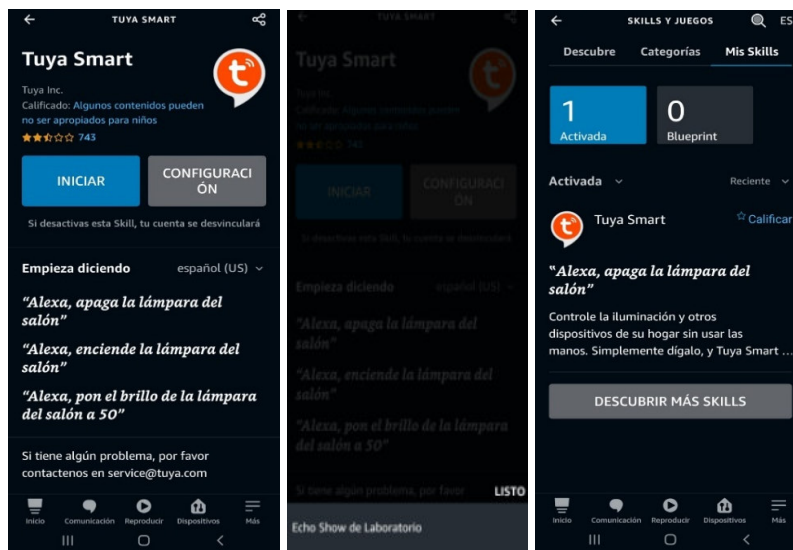 TUYA SMART
Tuya Smart
Tuya Inc.
Calificado: Algunos contenidos pueden
no ser apropiados para niños
743
INICIAR
CONFIGURACI
ÓN
Si desactivas esta Skill, tu cuenta se desvinculará
Empieza diciendo
español (US)
“Alexa, apaga la lámpara del
salón”
“Alexa, enciende la lámpara del
salón”
“Alexa, pon el brillo de la lámpara
del salón a 50”
Si tiene algún problema, por favor
contactenos en service@tuya.com
Inicio
Comunicación
Reproducir
Dispositivos
Más
TUYA SMART
Tuya Smart
Tuya Inc.
Calificado: Algunos contenidos pueden
no ser apropiados para niños
743
INICIAR
CONFIGURACI
ÓN
Si desactivas esta Skill, tu cuenta se desvinculará
Empieza diciendo
español (US)
“Alexa, apaga la lámpara del
salón”
“Alexa, enciende la lámpara del
salón”
“Alexa, pon el brillo de la lámpara
del salón a 50”
Si tiene algún problema, por favor
LISTO
Echo Show de Laboratorio
SKILLS Y JUEGOS
ES
Descubre
Categorías
Mis Skills
1
Activada
0
Blueprint
Activada
Reciente
Tuya Smart
Calificar
“Alexa, apaga la lámpara del
salón”
Controle la iluminación y otros
dispositivos de su hogar sin usar las
manos. Simplemente dígalo, y Tuya Smart ...
DESCUBRIR MÁS SKILLS
Inicio
Comunicación
Reproducir
Dispositivos
Más